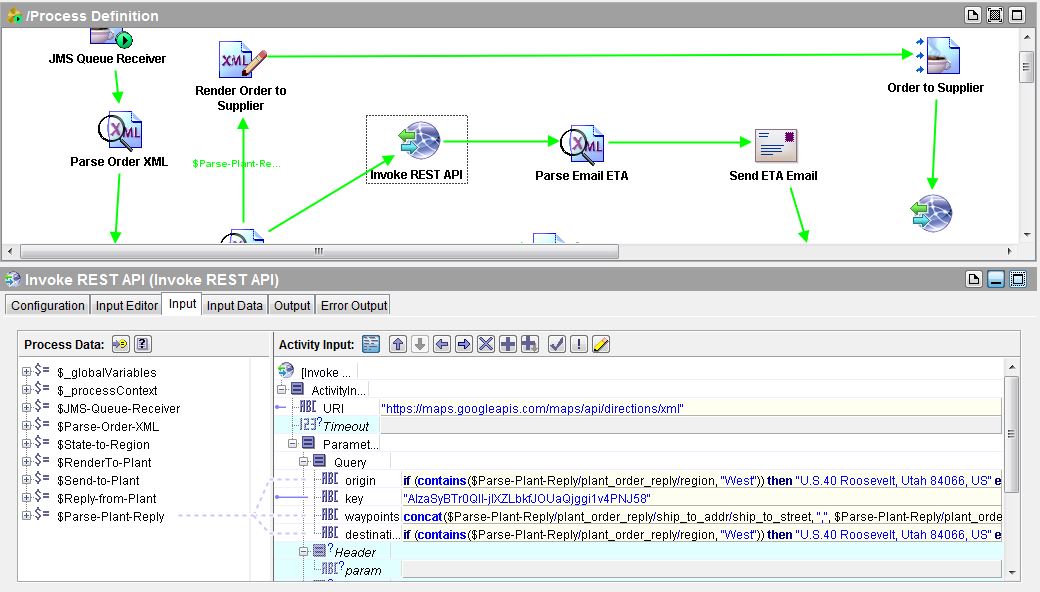 /Process Definition
JMS Queue Receiver
Render Order to
Supplier
Order to Supplier
Parse Order XML
$Parse-Plant-Re...
Invoke REST API
Parse Email ETA
Send ETA Email
Invoke REST API (Invoke REST API)
Configuration Input Editor Input Input Data Output Error Output
Process Data:
Activity Input:
$_globalVariables
$_processContext
$JMS-Queue-Receiver
$Parse-Order-XML
$State-to-Region
$RenderTo-Plant
$Send-to-Plant
$Reply-from-Plant
$Parse-Plant-Reply
[Invoke ...
ActivityIn...
URI "https://maps.googleapis.com/maps/api/directions/xml"
Timeout
Paramet...
Query
origin if (contains($Parse-Plant-Reply/plant_order_reply/region, "West")) then "U.S.40 Roosevelt, Utah 84066, US" e
key
waypoints concat($Parse-Plant-Reply/plant_order_reply/ship_to_addr/ship_to_street, ",", $Parse-Plant-Reply/plant_orde
destinati... if (contains($Parse-Plant-Reply/plant_order_reply/region, "West")) then "U.S.40 Roosevelt, Utah 84066, US" e
Header
param